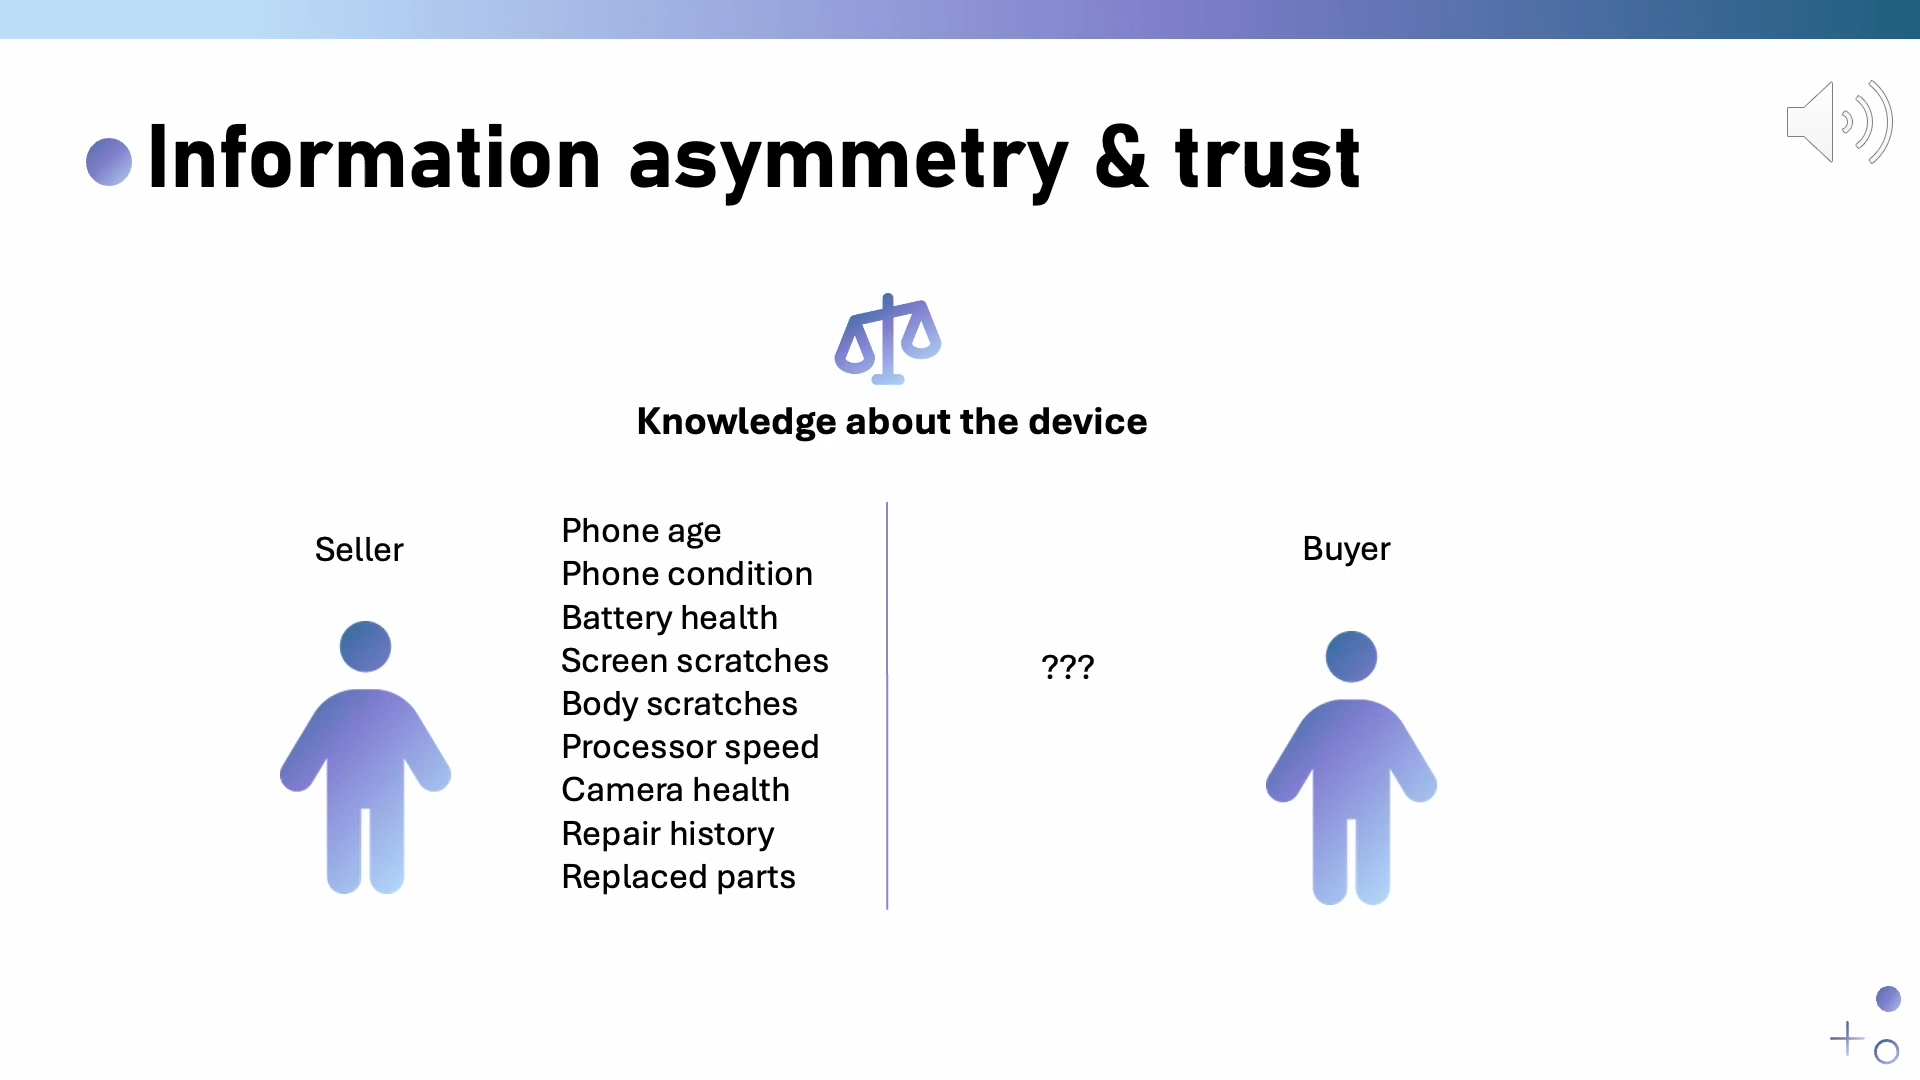 Information asymmetry & trust
Knowledge about the device
Seller
Phone age
Phone condition
Battery health
Screen scratches
Body scratches
Processor speed
Camera health
Repair history
Replaced parts
???
Buyer